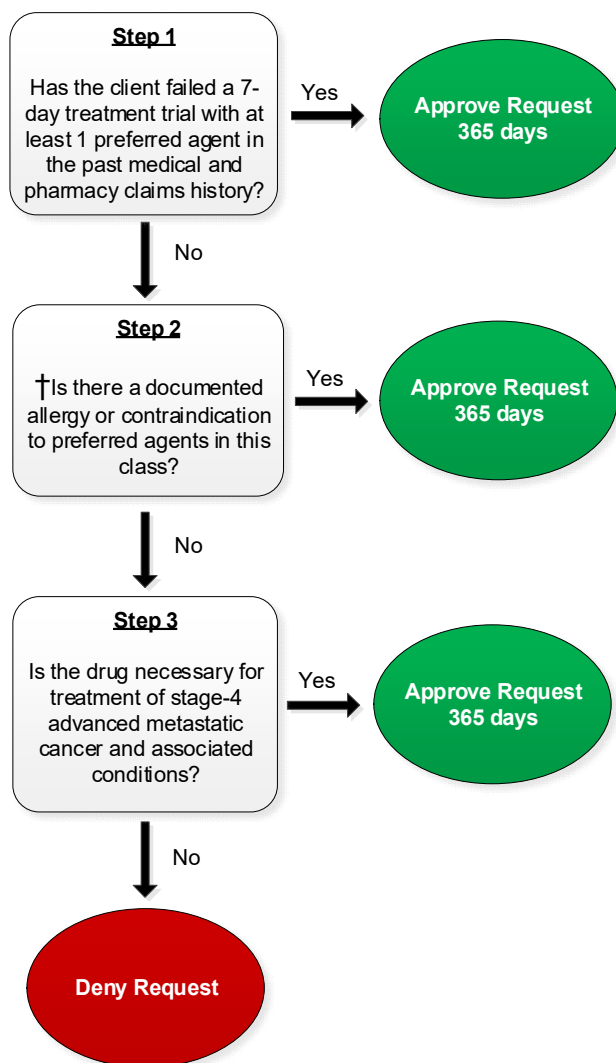 Step 1
Has the client failed a 7-
day treatment trial with at
least 1 preferred agent in
the past medical and
pharmacy claims history?
Yes
Approve Request
365 days
No
Step 2
†Is there a documented
allergy or contraindication
to preferred agents in this
class?
Yes
Approve Request
365 days
No
Step 3
Is the drug necessary for
treatment of stage-4
advanced metastatic
cancer and associated
conditions?
Yes
Approve Request
365 days
No
Deny Request